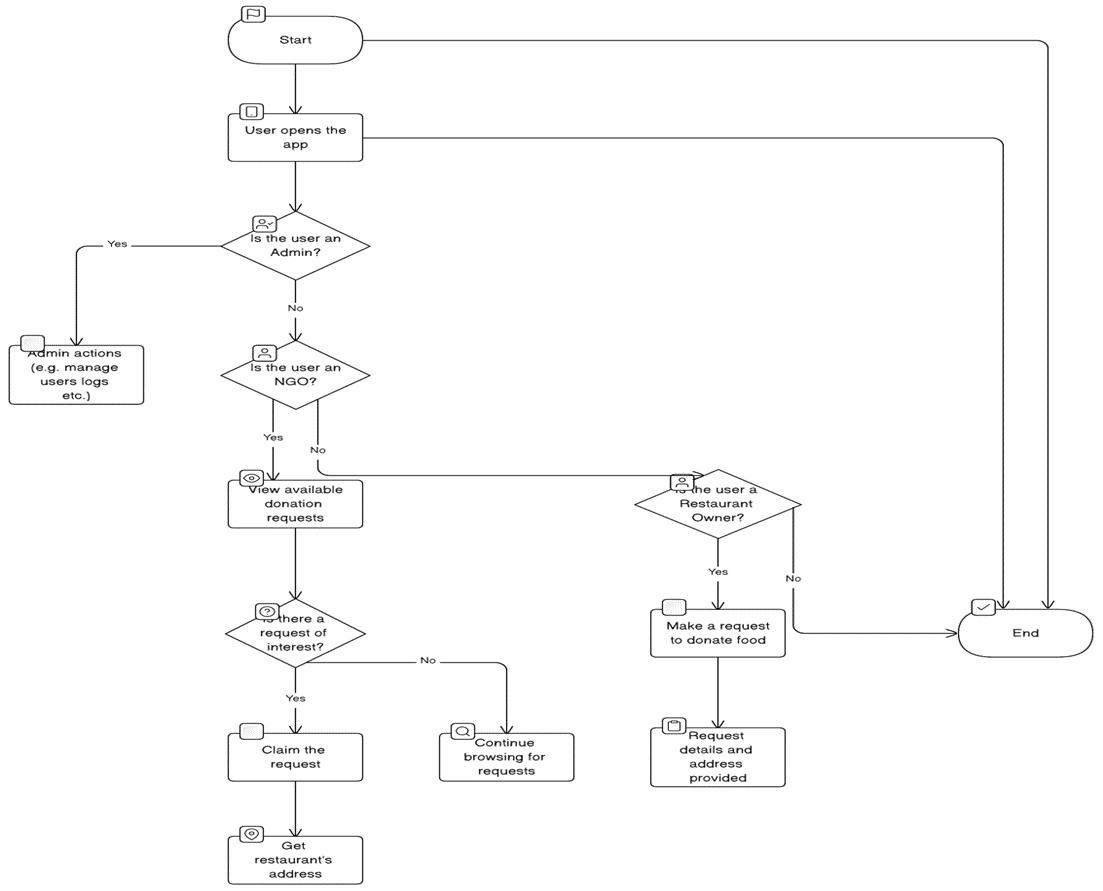 Start
User opens the
app
Is the user an
Admin?
Yes
No
Admin actions
(e.g. manage
users logs
etc.)
Is the user an
NGO?
Yes
No
View available
donation
requests
Is the user a
Restaurant
Owner?
Yes
No
Is there a
request of
interest?
Make a request
to donate food
End
No
Yes
Claim the
request
Continue
browsing for
requests
Request
details and
address
provided
Get
restaurant's
address